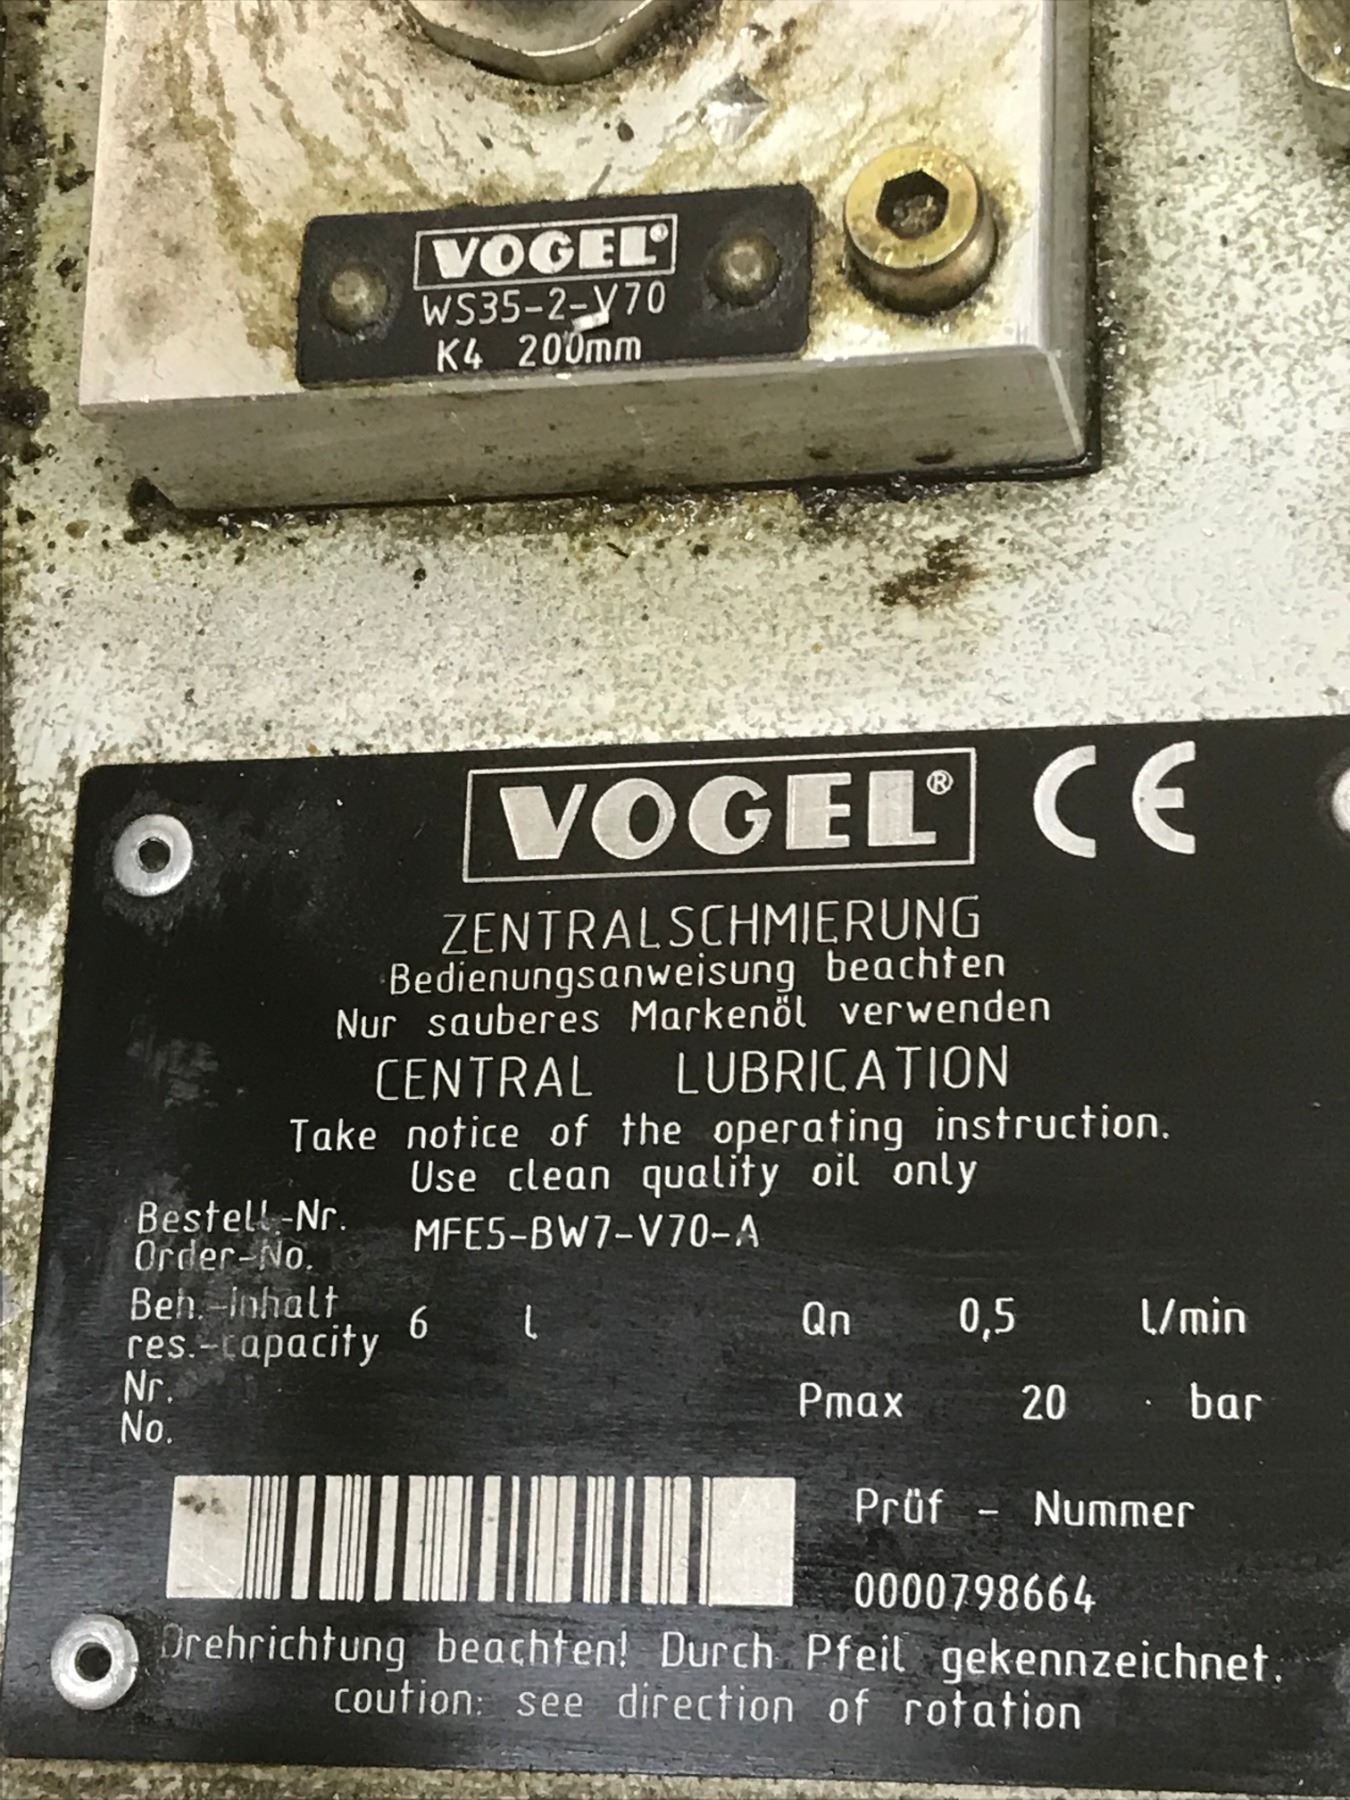 VOGEL®
WS35-2-V70
K4 200mm
VOGEL® CE
ZENTRALSCHMIERUNG
Bedienungsanweisung beachten
Nur sauberes Markenöl verwenden
CENTRAL LUBRICATION
Take notice of the operating instruction.
Use clean quality oil only
Bestell.-Nr.
Order-No. MFE5-BW7-V70-A
Beh.-inhalt
res.-capacity 6 l Qn 0,5 l/min
Nr.
No. Pmax 20 bar
Prüf - Nummer
0000798664
Drehrichtung beachten! Durch Pfeil gekennzeichnet.
coution: see direction of rotation